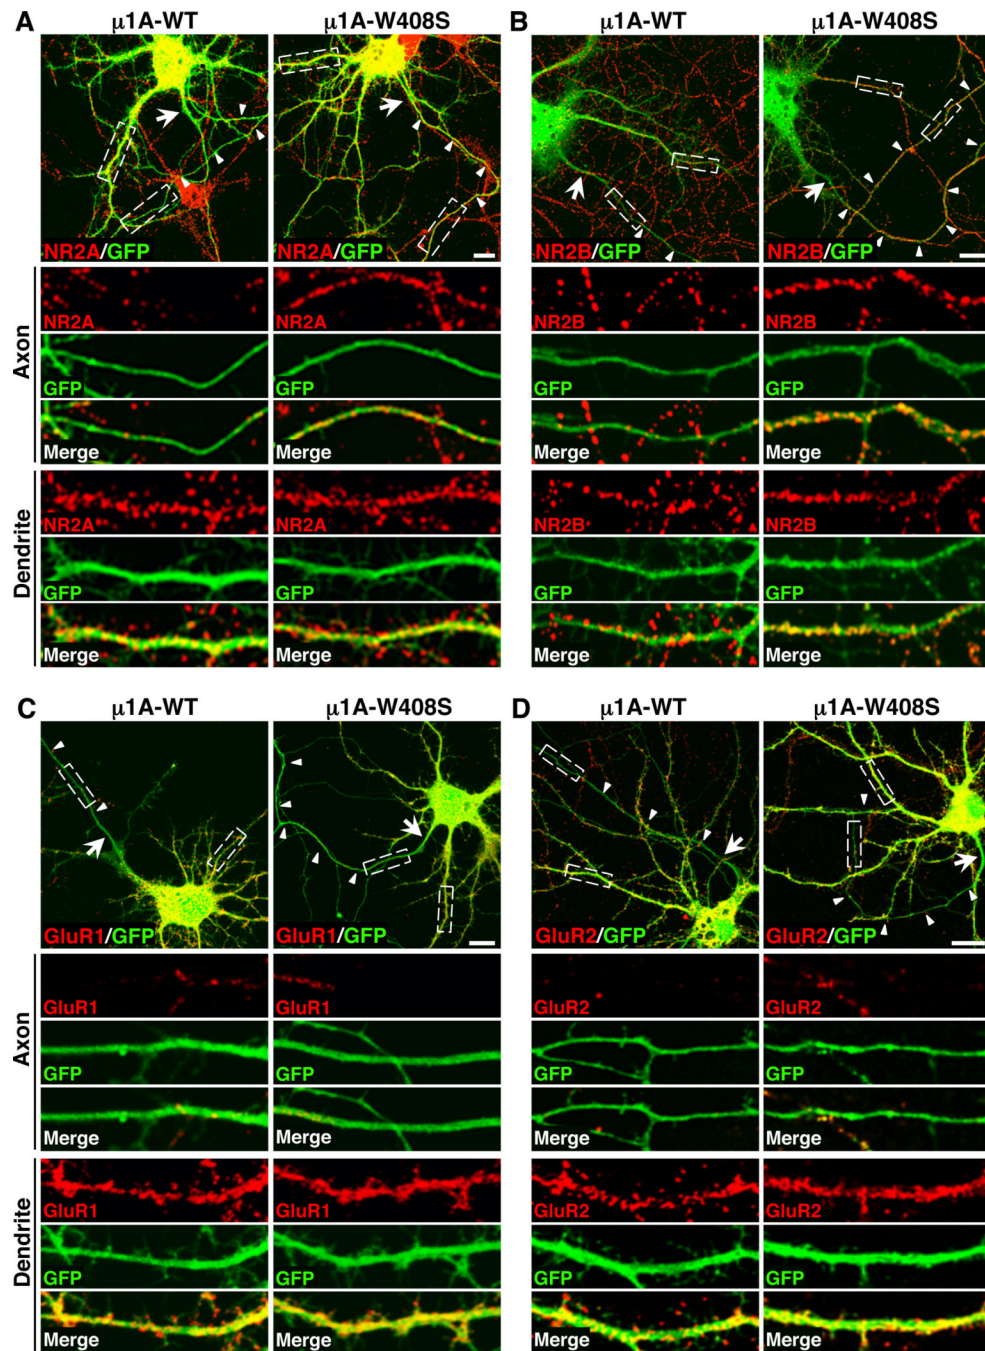 A μ1A-WT μ1A-W408S
NR2A/GFP NR2A/GFP
Axon
NR2A NR2A
GFP GFP
Merge Merge
Dendrite
NR2A NR2A
GFP GFP
Merge Merge
B μ1A-WT μ1A-W408S
NR2B/GFP NR2B/GFP
NR2B NR2B
GFP GFP
Merge Merge
NR2B NR2B
GFP GFP
Merge Merge
C μ1A-WT μ1A-W408S
GluR1/GFP GluR1/GFP
Axon
GluR1 GluR1
GFP GFP
Merge Merge
Dendrite
GluR1 GluR1
GFP GFP
Merge Merge
D μ1A-WT μ1A-W408S
GluR2/GFP GluR2/GFP
GluR2 GluR2
GFP GFP
Merge Merge
GluR2 GluR2
GFP GFP
Merge Merge